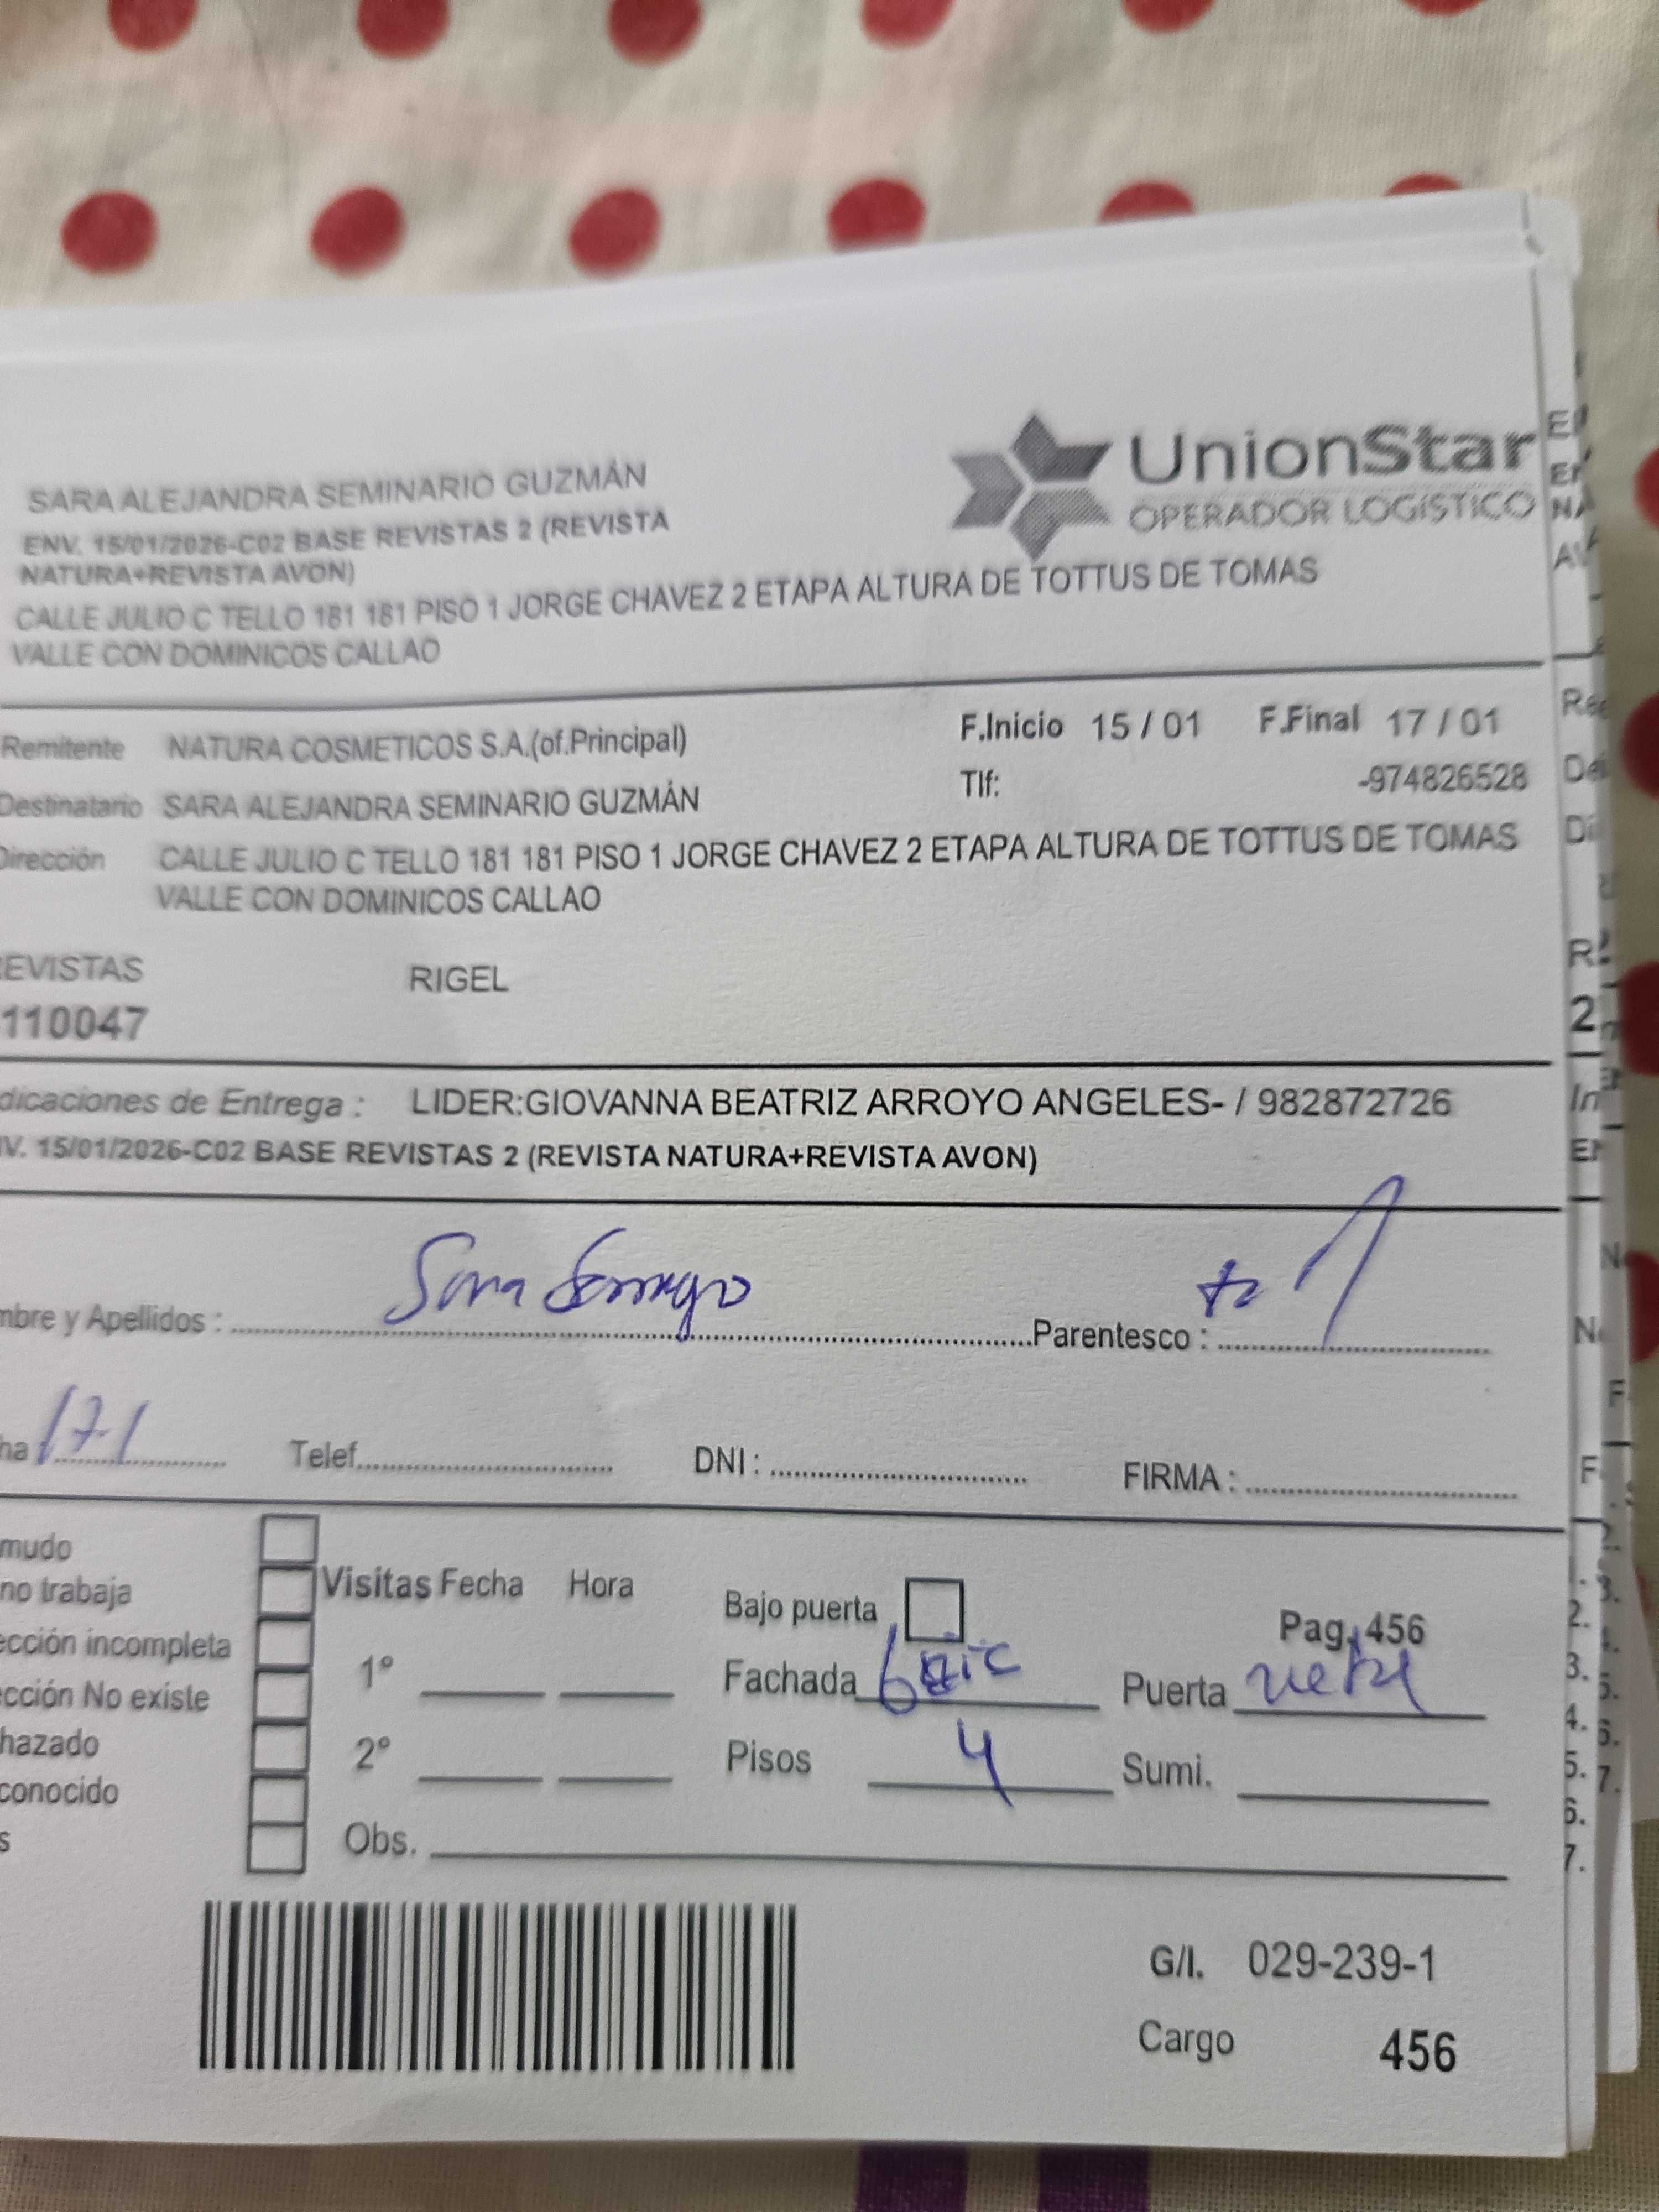 SARA ALEJANDRA SEMINARIO GUZMÁN
ENV. 15/01/2026-C02 BASE REVISTAS 2 (REVISTA
NATURA+REVISTA AVON)
CALLE JULIO C TELLO 181 181 PISO 1 JORGE CHAVEZ 2 ETAPA ALTURA DE TOTTUS DE TOMAS
VALLE CON DOMINICOS CALLAO
UnionStar
OPERADOR LOGÍSTICO
Remitente NATURA COSMETICOS S.A.(of.Principal)
F.Inicio 15 / 01 F.Final 17 / 01
Destinatario SARA ALEJANDRA SEMINARIO GUZMÁN
Tlf: -974826528
Dirección CALLE JULIO C TELLO 181 181 PISO 1 JORGE CHAVEZ 2 ETAPA ALTURA DE TOTTUS DE TOMAS
VALLE CON DOMINICOS CALLAO
EVISTAS RIGEL
110047
dicaciones de Entrega : LIDER:GIOVANNA BEATRIZ ARROYO ANGELES- / 982872726
V. 15/01/2026-C02 BASE REVISTAS 2 (REVISTA NATURA+REVISTA AVON)
mbre y Apellidos : Sara Parentesco :
ha 17-1 Telef. DNI : FIRMA :
mudo
no trabaja
ección incompleta
ección No existe
hazado
conocido
s
Visitas Fecha Hora
1°
2°
Obs.
Bajo puerta Pag. 456
Fachada Puerta
Pisos 4 Sumi.
G/I. 029-239-1
Cargo 456